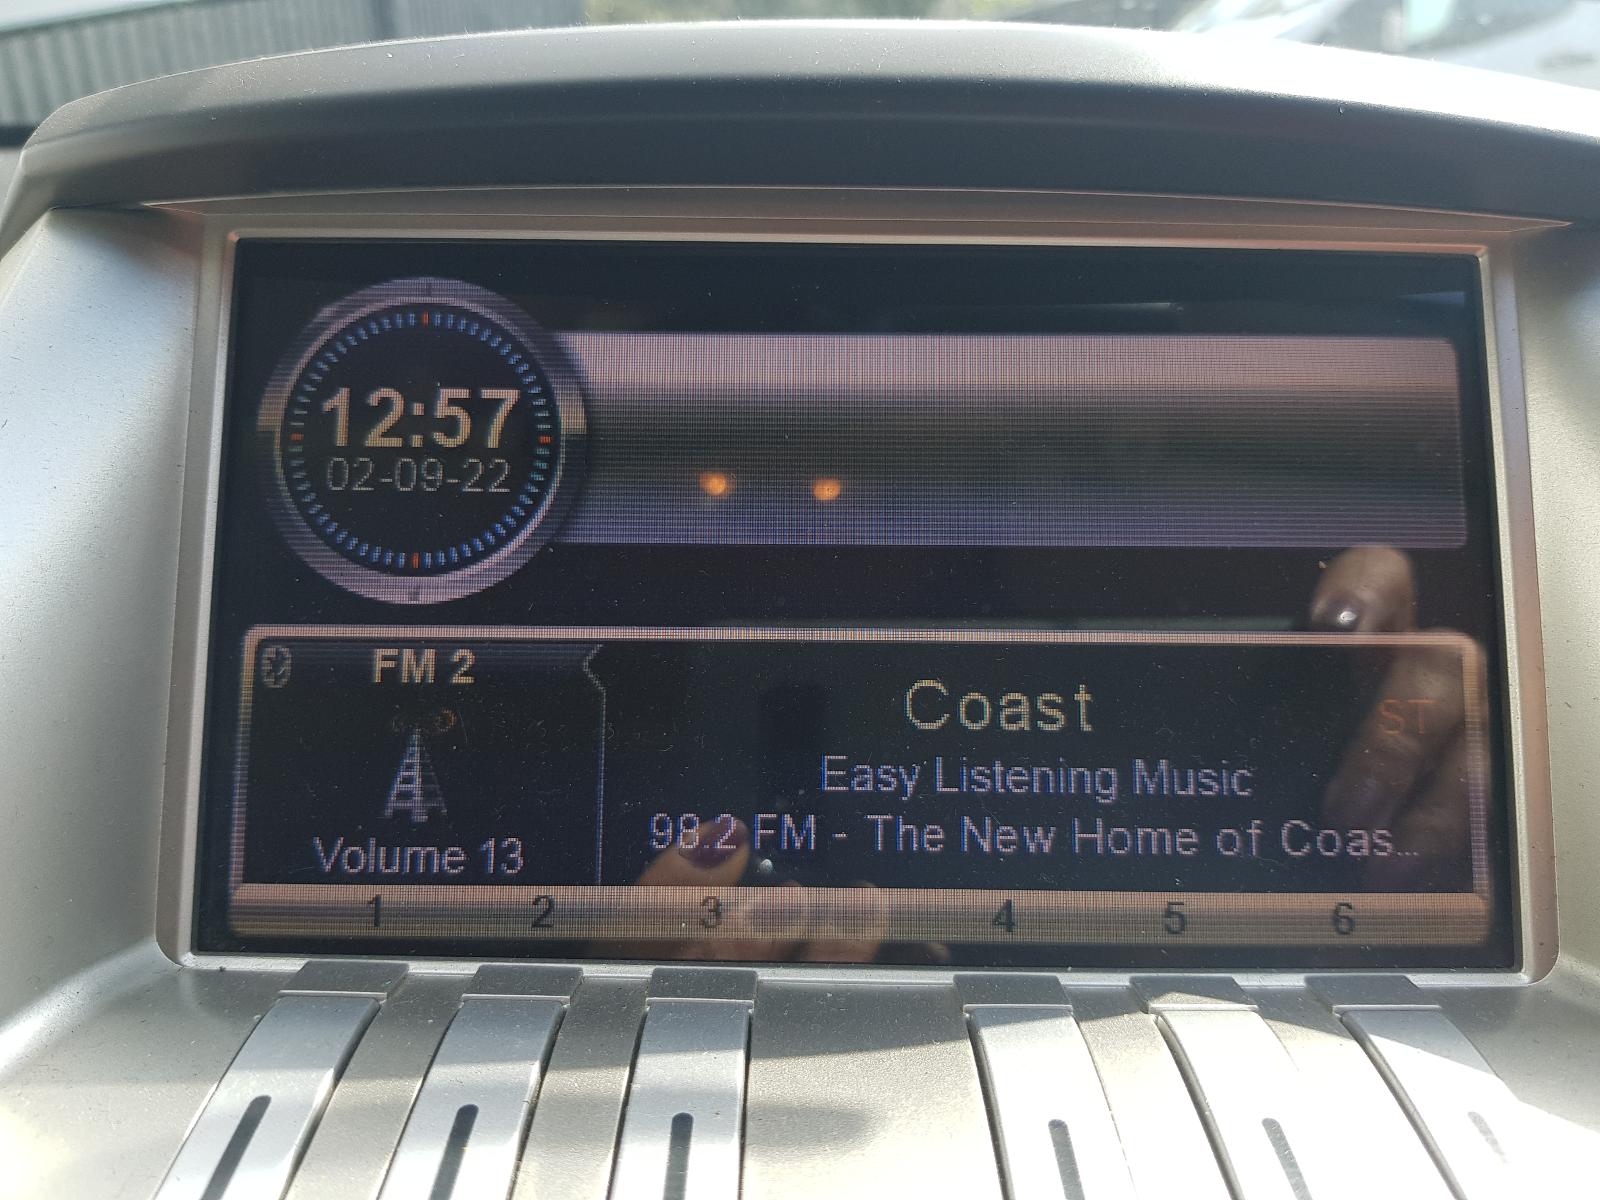 12:57
02-09-22
FM 2
Volume 13
Coast
ST
Easy Listening Music
98.2 FM - The New Home of Coas...
1 2 3 4 5 6